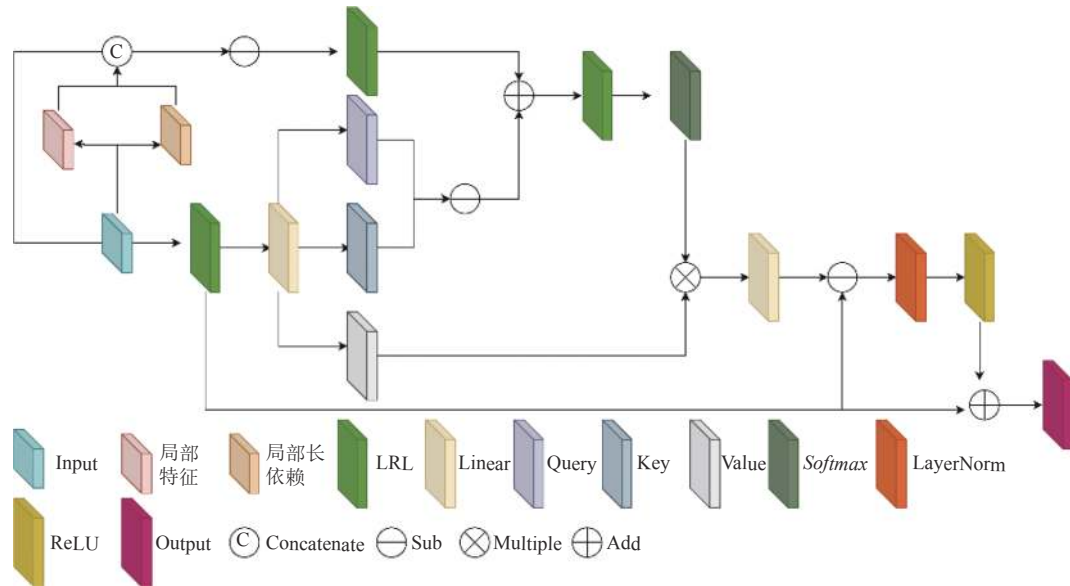 C
Input
局部
特征
局部长
依赖
LRL
Linear
Query
Key
Value
Softmax
LayerNorm
ReLU
Output
C
Concatenate
Sub
Multiple
Add